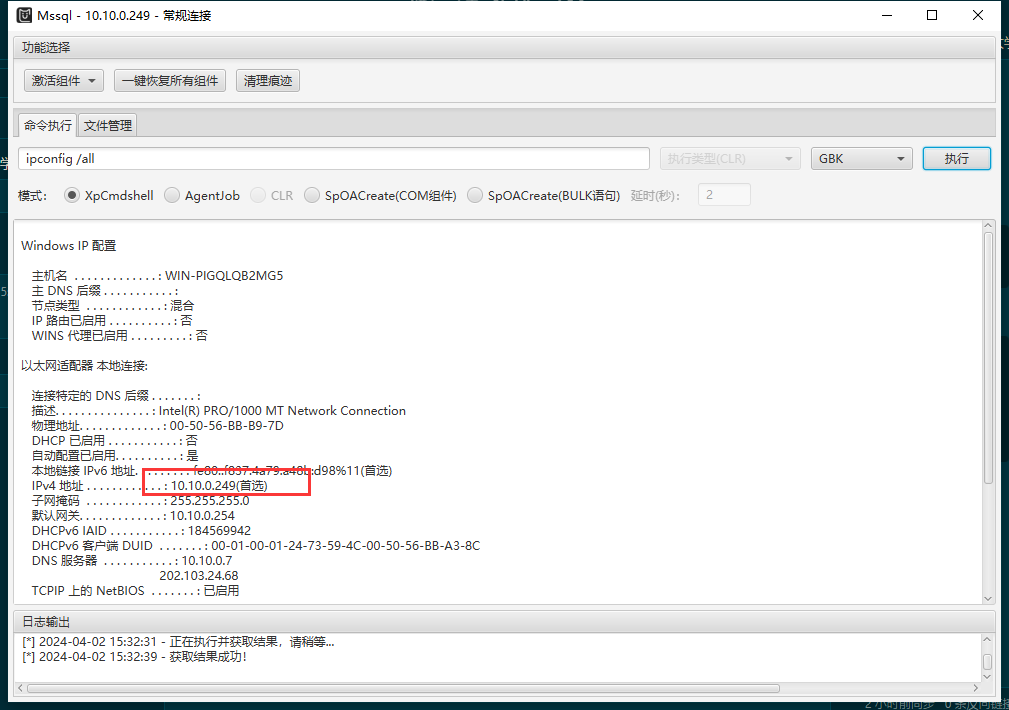 Mssql - 10.10.0.249 - 常规连接
功能选择
激活组件 一键恢复所有组件 清理痕迹
命令执行 文件管理
ipconfig /all 执行类型(CLR) GBK 执行
模式: XpCmdshell AgentJob CLR SpOACreate(COM组件) SpOACreate(BULK语句) 延时(秒): 2
Windows IP 配置
主机名 . . . . . . . . . . . . . : WIN-PIGQLQB2MG5
主 DNS 后缀 . . . . . . . . . . . :
节点类型 . . . . . . . . . . . . : 混合
IP 路由已启用 . . . . . . . . . . : 否
WINS 代理已启用 . . . . . . . . . : 否
以太网适配器 本地连接:
连接特定的 DNS 后缀 . . . . . . . :
描述. . . . . . . . . . . . . . . : Intel(R) PRO/1000 MT Network Connection
物理地址. . . . . . . . . . . . . : 00-50-56-BB-B9-7D
DHCP 已启用 . . . . . . . . . . . : 否
自动配置已启用. . . . . . . . . . : 是
本地链接 IPv6 地址. . . . . . . . : fe80::f837:4a79:a48b:d98%11(首选)
IPv4 地址 . . . . . . . . . . . . : 10.10.0.249(首选)
子网掩码 . . . . . . . . . . . . : 255.255.255.0
默认网关. . . . . . . . . . . . . : 10.10.0.254
DHCPv6 IAID . . . . . . . . . . . : 184569942
DHCPv6 客户端 DUID . . . . . . . : 00-01-00-01-24-73-59-4C-00-50-56-BB-A3-8C
DNS 服务器 . . . . . . . . . . . : 10.10.0.7
202.103.24.68
TCPIP 上的 NetBIOS . . . . . . . : 已启用
日志输出
[*] 2024-04-02 15:32:31 - 正在执行并获取结果，请稍等...
[*] 2024-04-02 15:32:39 - 获取结果成功!